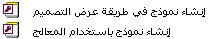 إنشاء نموذج في طريقة عرض التصميم
إنشاء نموذج باستخدام المعالج